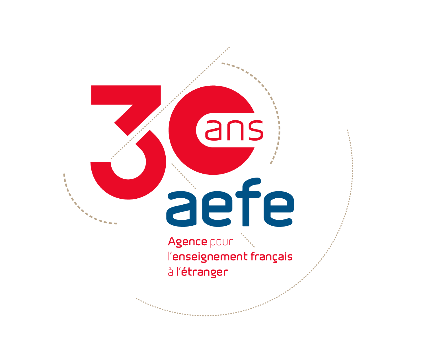 30 ans
aefe
Agence pour
l'enseignement français
à l'étranger